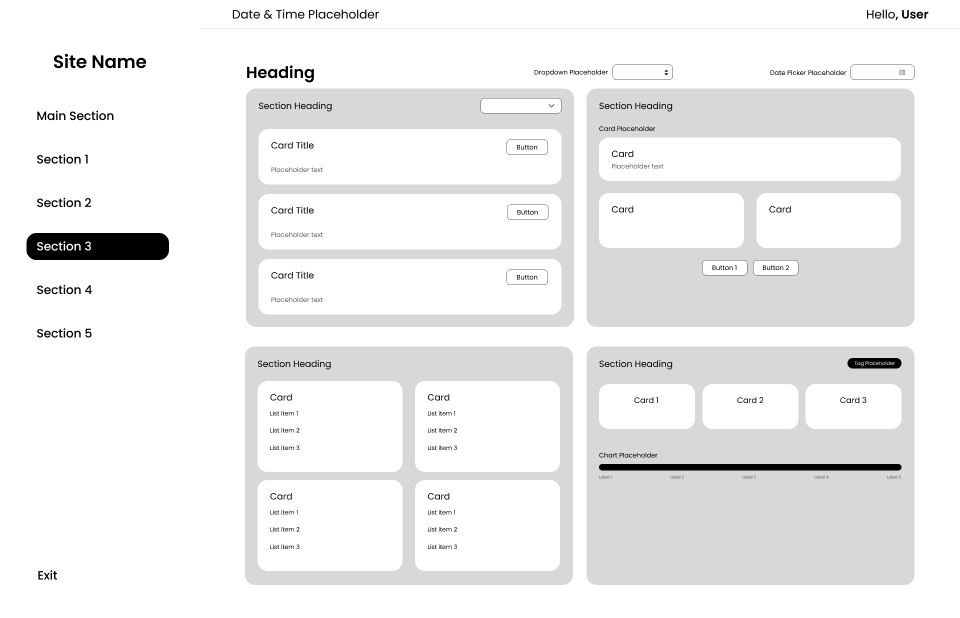 Date & Time Placeholder
Hello, User
Site Name
Main Section
Section 1
Section 2
Section 3
Section 4
Section 5
Exit
Heading
Dropdown Placeholder
Date Picker Placeholder
Section Heading
Card Title
Button
Placeholder text
Card Title
Button
Placeholder text
Card Title
Button
Placeholder text
Section Heading
Card Placeholder
Card
Placeholder text
Card
Card
Button 1
Button 2
Section Heading
Card
List item 1
List item 2
List item 3
Card
List item 1
List item 2
List item 3
Card
List item 1
List item 2
List item 3
Card
List item 1
List item 2
List item 3
Section Heading
Tag Placeholder
Card 1
Card 2
Card 3
Chart Placeholder
Label 1
Label 2
Label 3
Label 4
Label 5